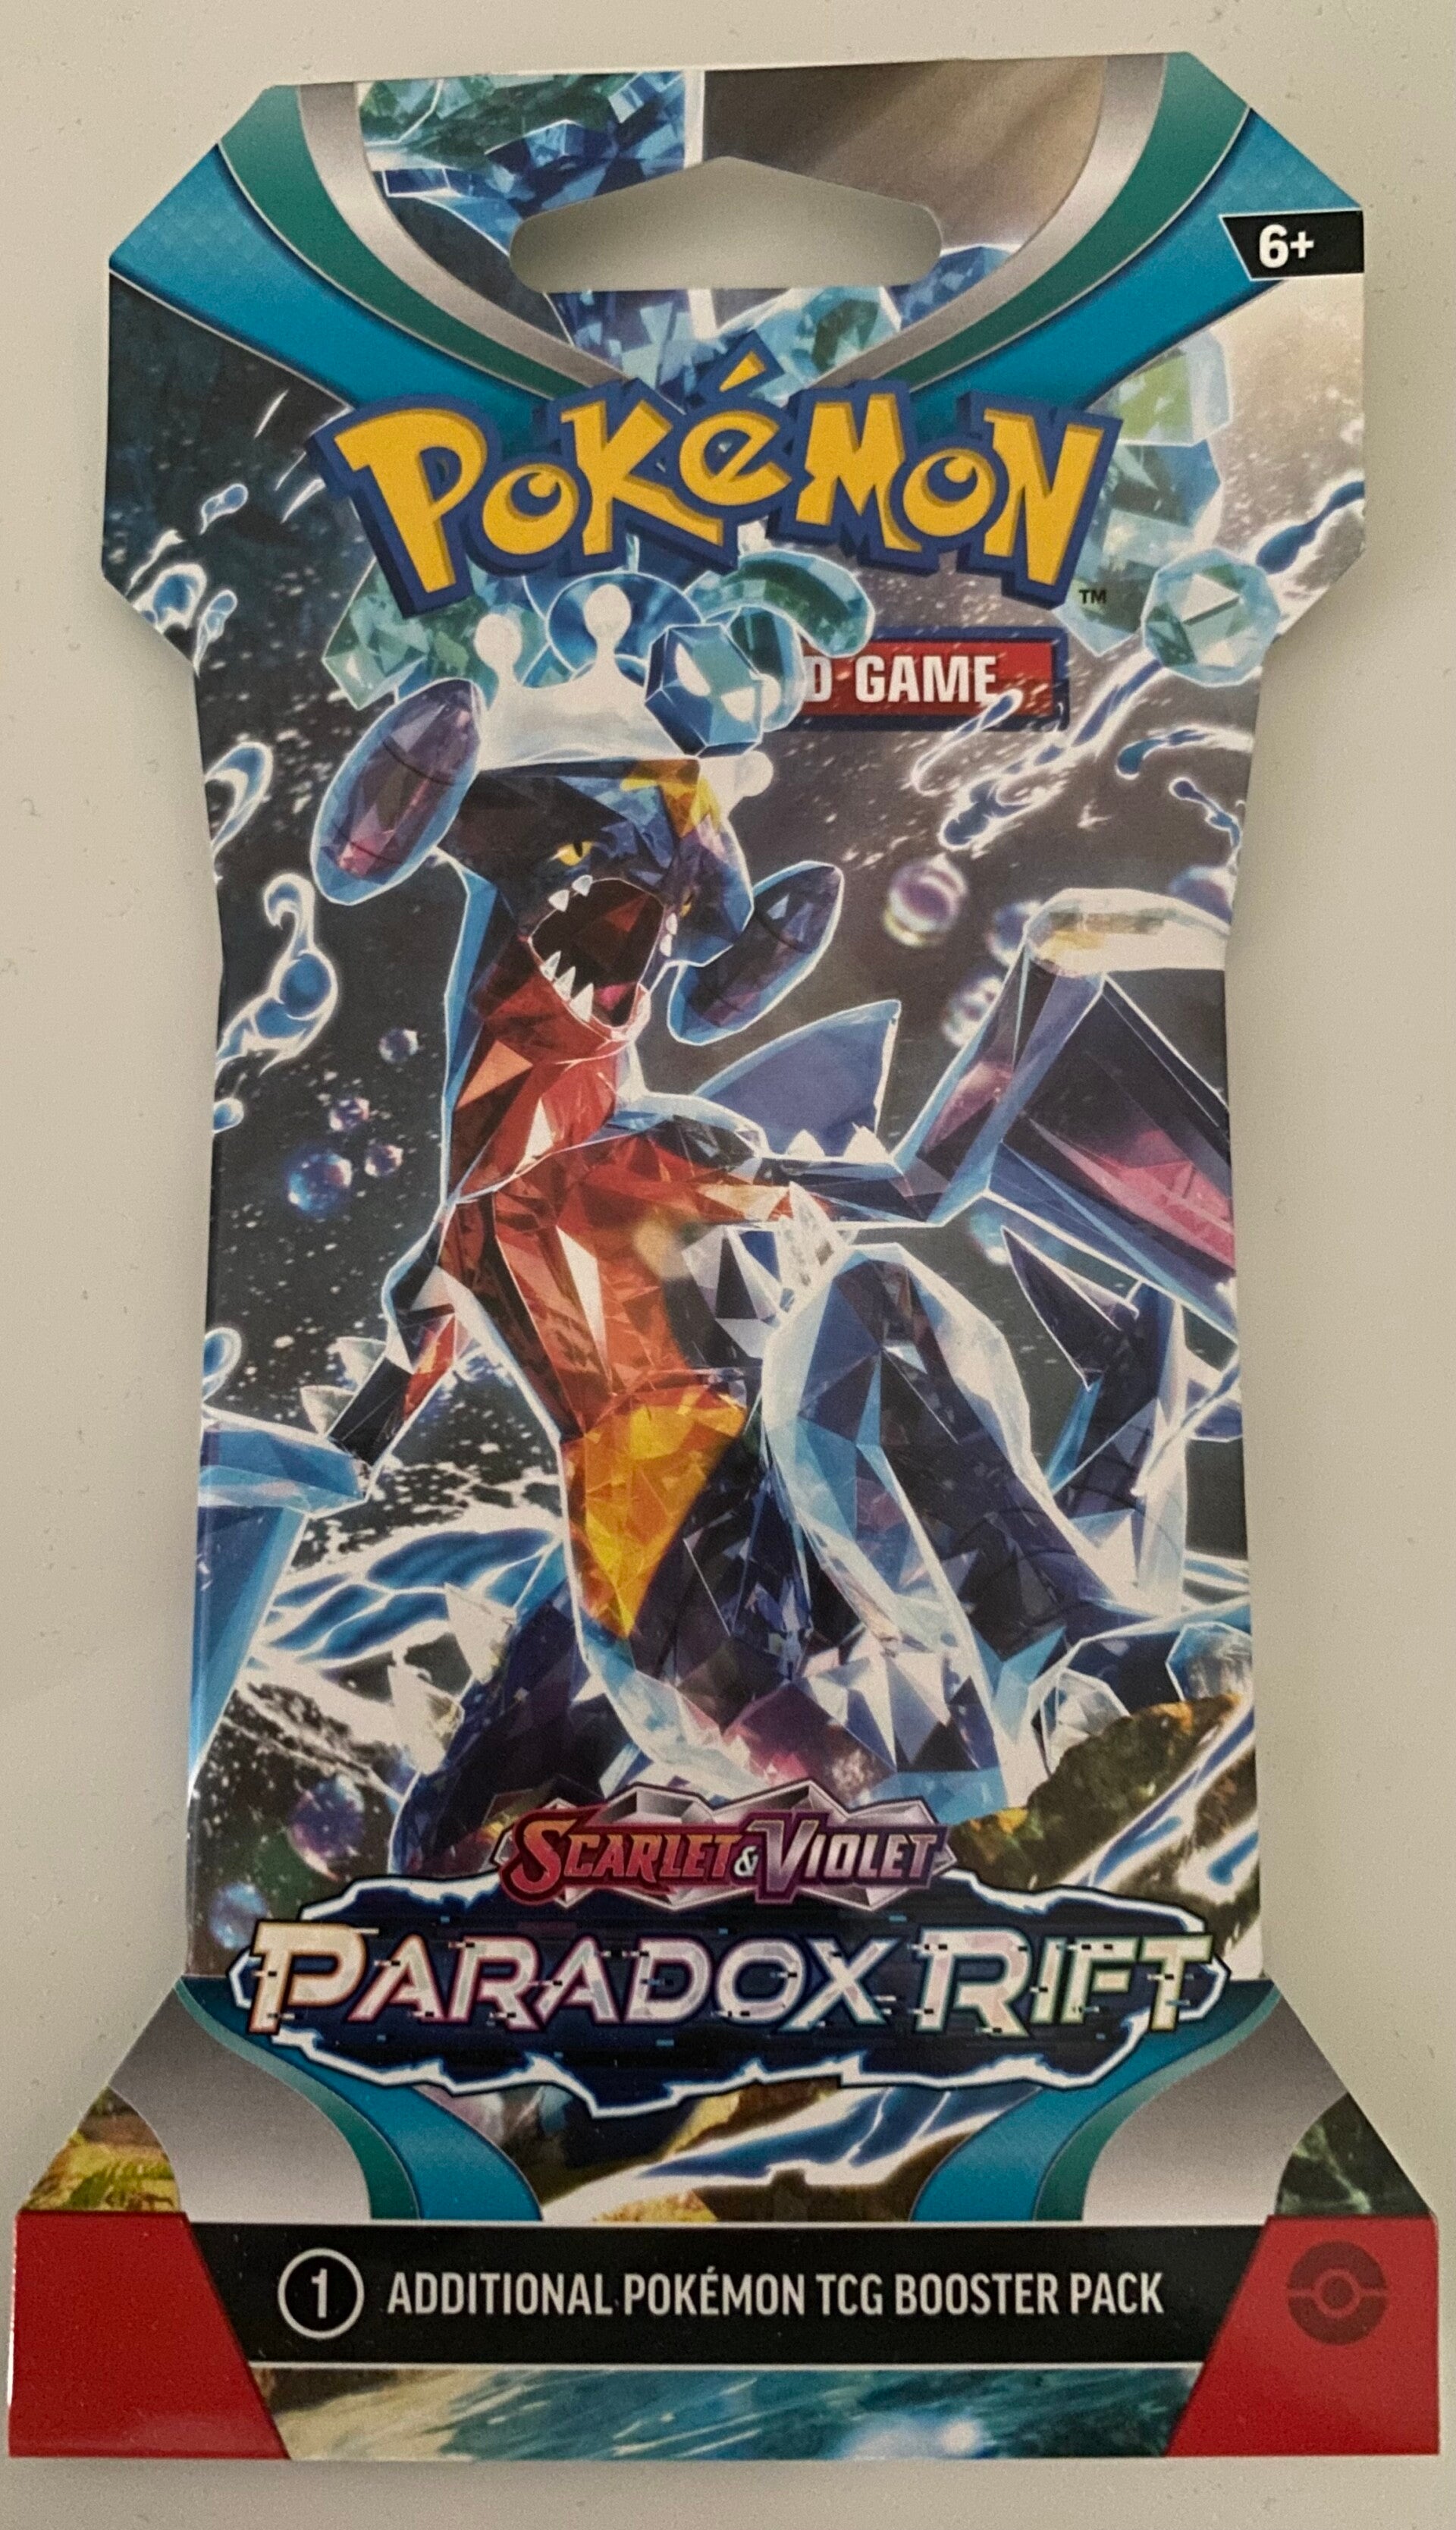 6+
POKéMON
TM
D GAME
SCARLET & VIOLET
PARADOX RIFT
1 ADDITIONAL POKÉMON TCG BOOSTER PACK